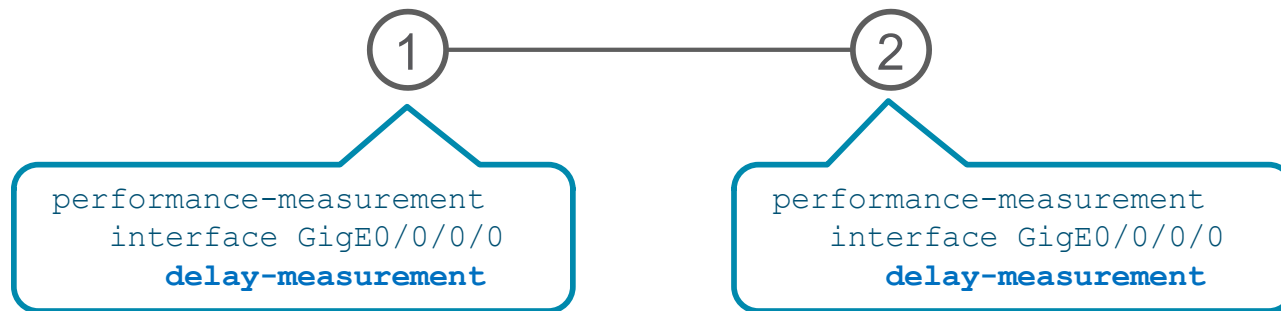 1
2
performance-measurement
interface GigE0/0/0/0
delay-measurement
performance-measurement
interface GigE0/0/0/0
delay-measurement